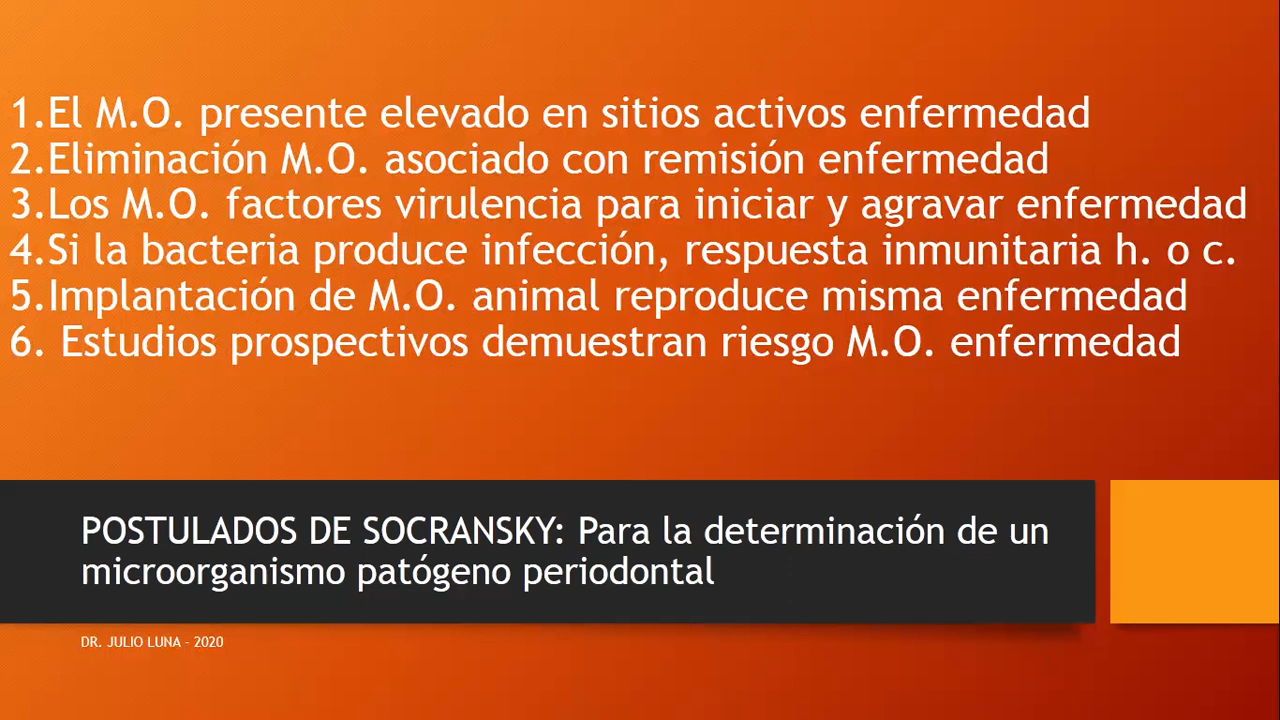 1.El M.O. presente elevado en sitios activos enfermedad
2.Eliminación M.O. asociado con remisión enfermedad
3.Los M.O. factores virulencia para iniciar y agravar enfermedad
4.Si la bacteria produce infección, respuesta inmunitaria h. o c.
5.Implantación de M.O. animal reproduce misma enfermedad
6. Estudios prospectivos demuestran riesgo M.O. enfermedad
POSTULADOS DE SOCRANSKY: Para la determinación de un
microorganismo patógeno periodontal
DR. JULIO LUNA - 2020